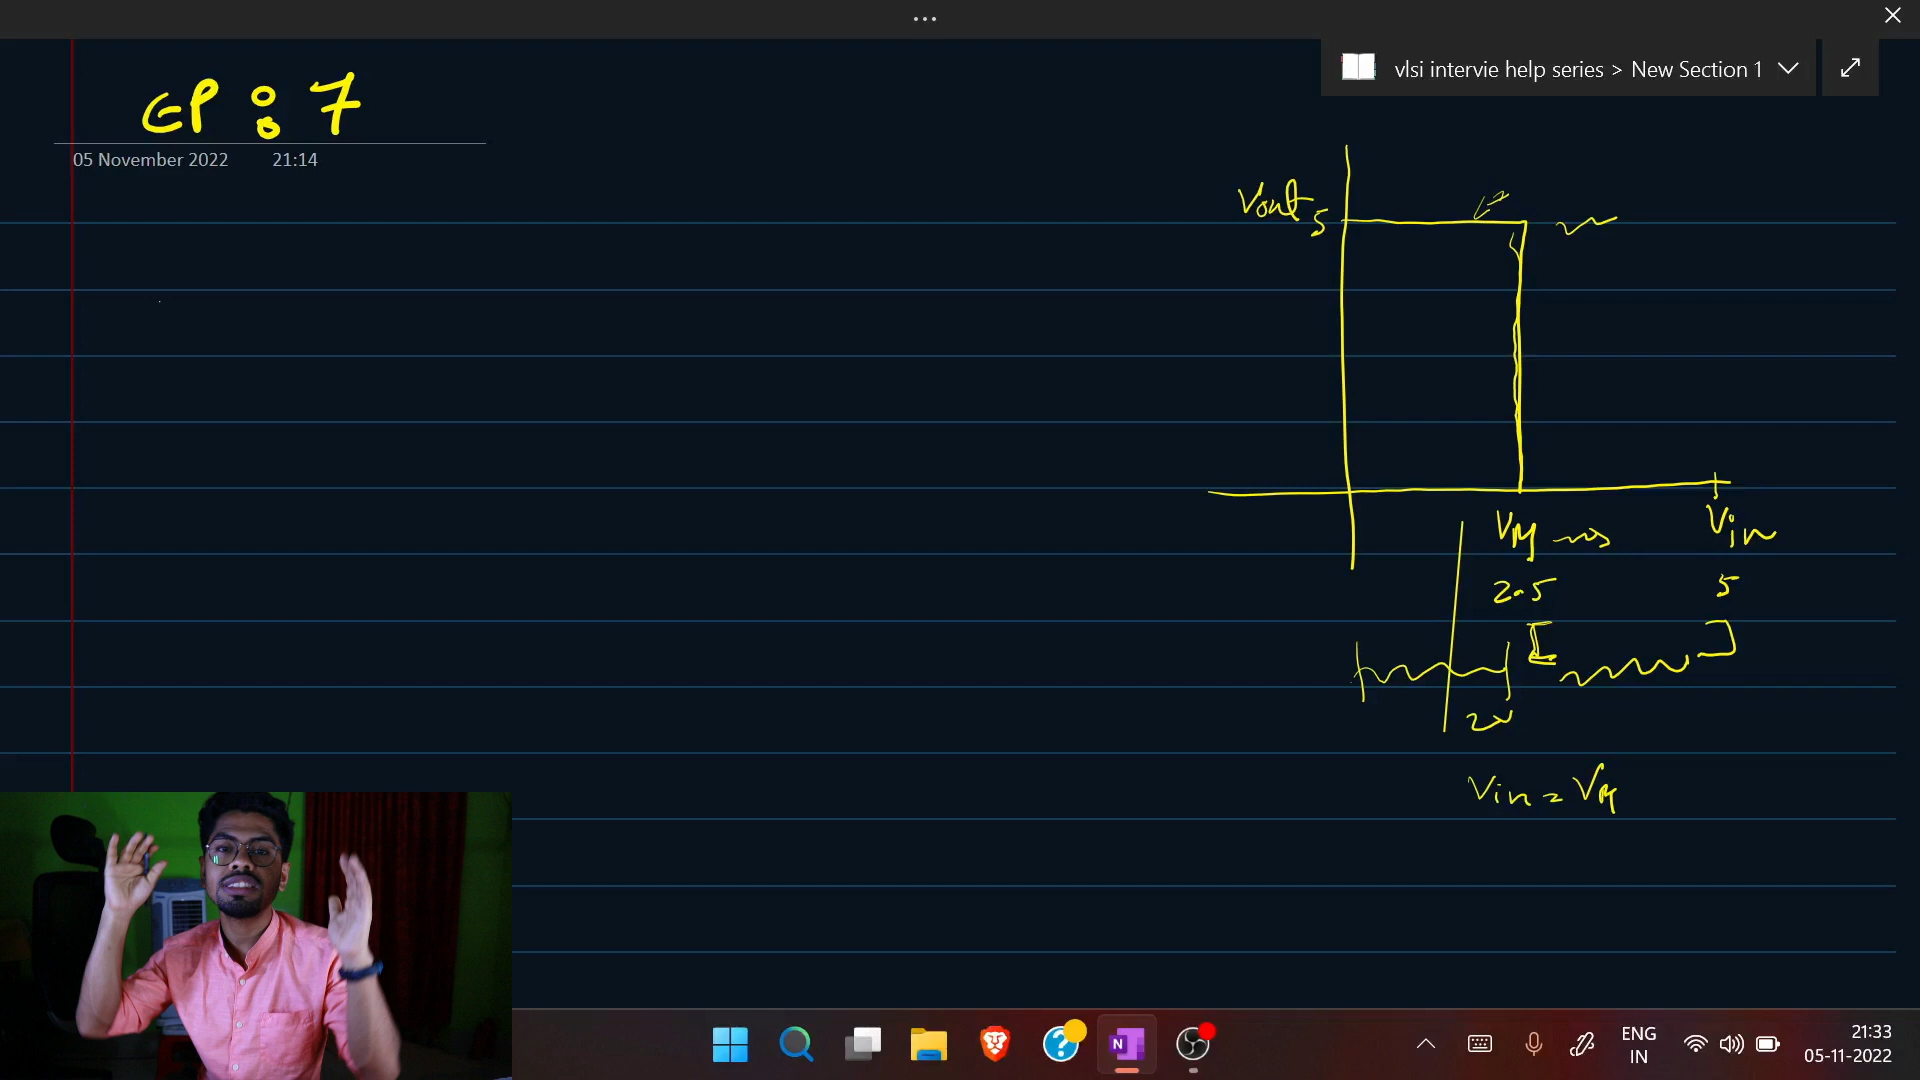 vlsi intervie help series > New Section 1
EP : 7
05 November 2022 21:14
Vout 5
VM Vin
2.5 5
2v
Vin = VM
ENG
IN
21:33
05-11-2022